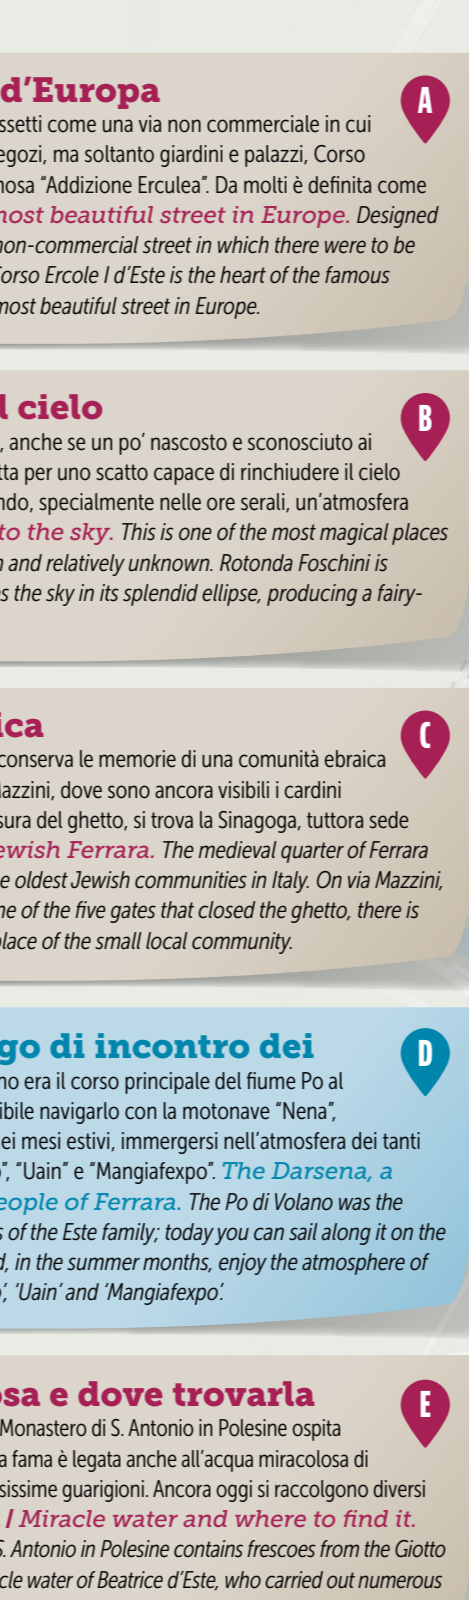 d'Europa
A
ssetti come una via non commerciale in cui
egozi, ma soltanto giardini e palazzi, Corso
nosa "Addizione Erculea". Da molti è definita come
most beautiful street in Europe. Designed
non-commercial street in which there were to be
Corso Ercole I d'Este is the heart of the famous
most beautiful street in Europe.
l cielo
B
, anche se un po' nascosto e sconosciuto ai
tta per uno scatto capace di rinchiudere il cielo
ndo, specialmente nelle ore serali, un'atmosfera
to the sky. This is one of the most magical places
n and relatively unknown. Rotonda Foschini is
s the sky in its splendid ellipse, producing a fairy-
ica
C
conserva le memorie di una comunità ebraica
Mazzini, dove sono ancora visibili i cardini
sura del ghetto, si trova la Sinagoga, tuttora sede
ewish Ferrara. The medieval quarter of Ferrara
e oldest Jewish communities in Italy. On via Mazzini,
ne of the five gates that closed the ghetto, there is
place of the small local community.
go di incontro dei
D
no era il corso principale del fiume Po al
ibile navigarlo con la motonave "Nena",
ei mesi estivi, immergersi nell'atmosfera dei tanti
o", "Uain" e "Mangiafexpo". The Darsena, a
eople of Ferrara. The Po di Volano was the
s of the Este family; today you can sail along it on the
d, in the summer months, enjoy the atmosphere of
o', 'Uain' and 'Mangiafexpo'.
osa e dove trovarla
E
Monastero di S. Antonio in Polesine ospita
a fama è legata anche all'acqua miracolosa di
sissime guarigioni. Ancora oggi si raccolgono diversi
. / Miracle water and where to find it.
S. Antonio in Polesine contains frescoes from the Giotto
cle water of Beatrice d'Este, who carried out numerous